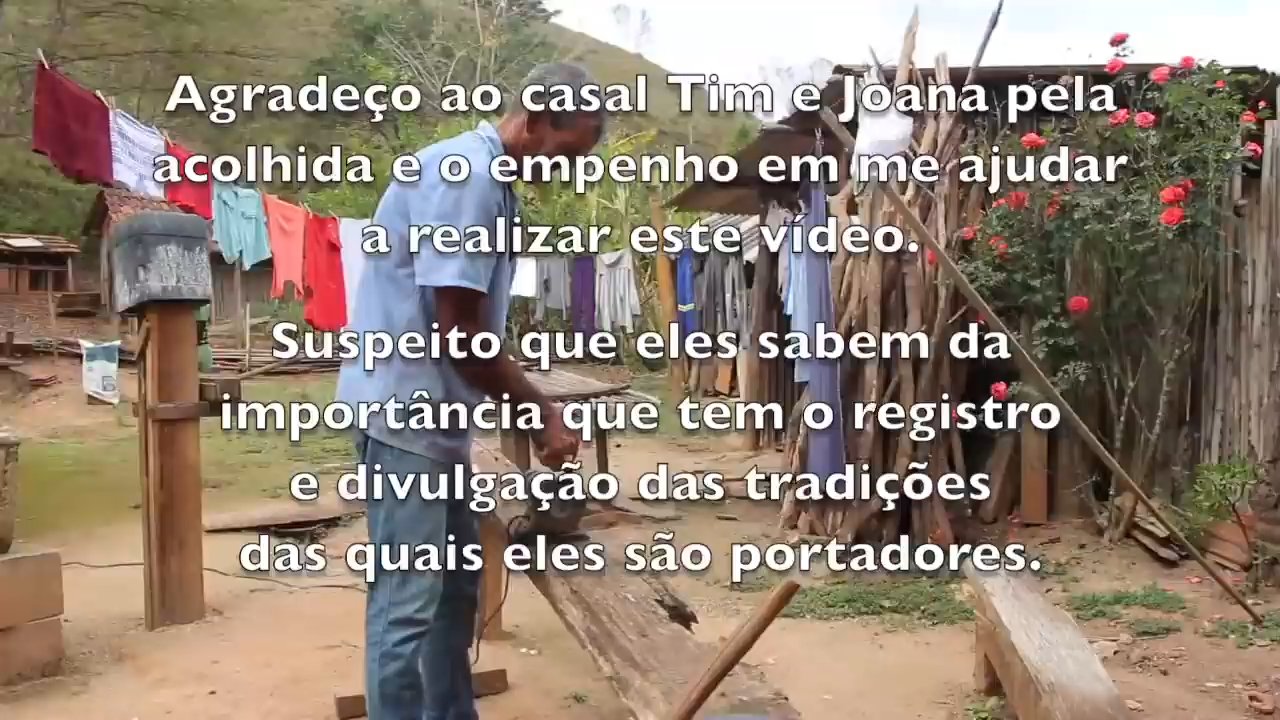 Agradeço ao casal Tim e Joana pela
acolhida e o empenho em me ajudar
a realizar este vídeo.
Suspeito que eles sabem da
importância que tem o registro
e divulgação das tradições
das quais eles são portadores.